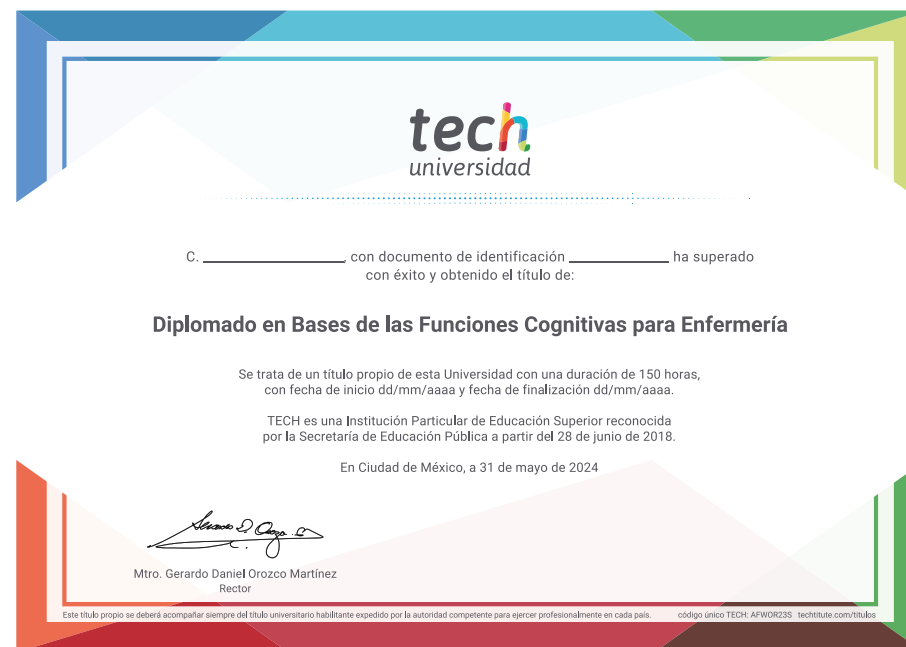 tech
universidad
C. ____________________, con documento de identificación ______________ ha superado
con éxito y obtenido el título de:
Diplomado en Bases de las Funciones Cognitivas para Enfermería
Se trata de un título propio de esta Universidad con una duración de 150 horas,
con fecha de inicio dd/mm/aaaa y fecha de finalización dd/mm/aaaa.
TECH es una Institución Particular de Educación Superior reconocida
por la Secretaría de Educación Pública a partir del 28 de junio de 2018.
En Ciudad de México, a 31 de mayo de 2024
Mtro. Gerardo Daniel Orozco Martínez
Rector
Este título propio se deberá acompañar siempre del título universitario habilitante expedido por la autoridad competente para ejercer profesionalmente en cada país. código único TECH: AFWOR23S techtitute.com/titulos